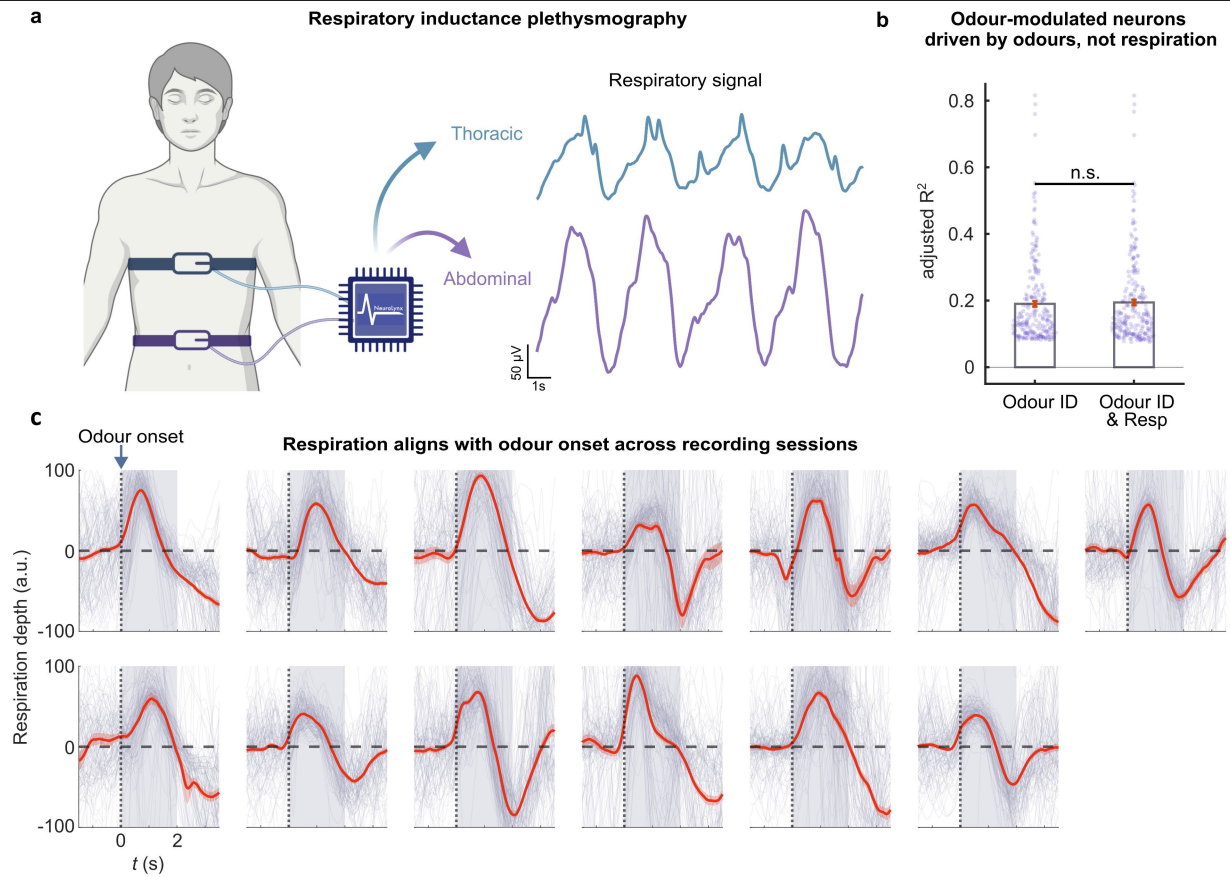 a
Respiratory inductance plethysmography
Respiratory signal
Thoracic
Abdominal
NeuroLynx
50 µV
1s
b
Odour-modulated neurons
driven by odours, not respiration
adjusted R²
0.8
0.6
0.4
0.2
0
n.s.
Odour ID
Odour ID
& Resp
c
Odour onset
Respiration aligns with odour onset across recording sessions
Respiration depth (a.u.)
100
0
-100
100
0
-100
0 2
t (s)